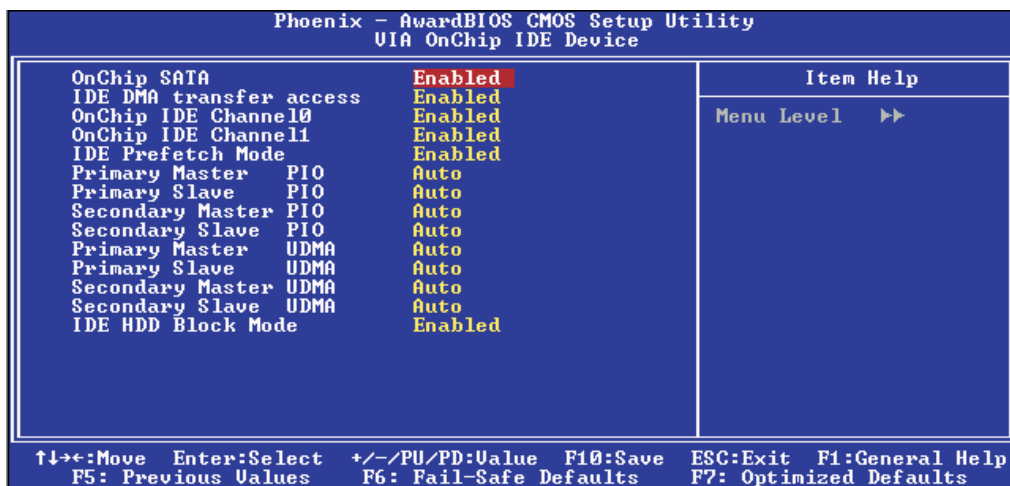 Phoenix - AwardBIOS CMOS Setup Utility
VIA OnChip IDE Device
OnChip SATA Enabled
IDE DMA transfer access Enabled
OnChip IDE Channel0 Enabled
OnChip IDE Channel1 Enabled
IDE Prefetch Mode Enabled
Primary Master PIO Auto
Primary Slave PIO Auto
Secondary Master PIO Auto
Secondary Slave PIO Auto
Primary Master UDMA Auto
Primary Slave UDMA Auto
Secondary Master UDMA Auto
Secondary Slave UDMA Auto
IDE HDD Block Mode Enabled
Item Help
Menu Level ▶▶
↑↓→←:Move Enter:Select +/-/PU/PD:Value F10:Save ESC:Exit F1:General Help
F5: Previous Values F6: Fail-Safe Defaults F7: Optimized Defaults